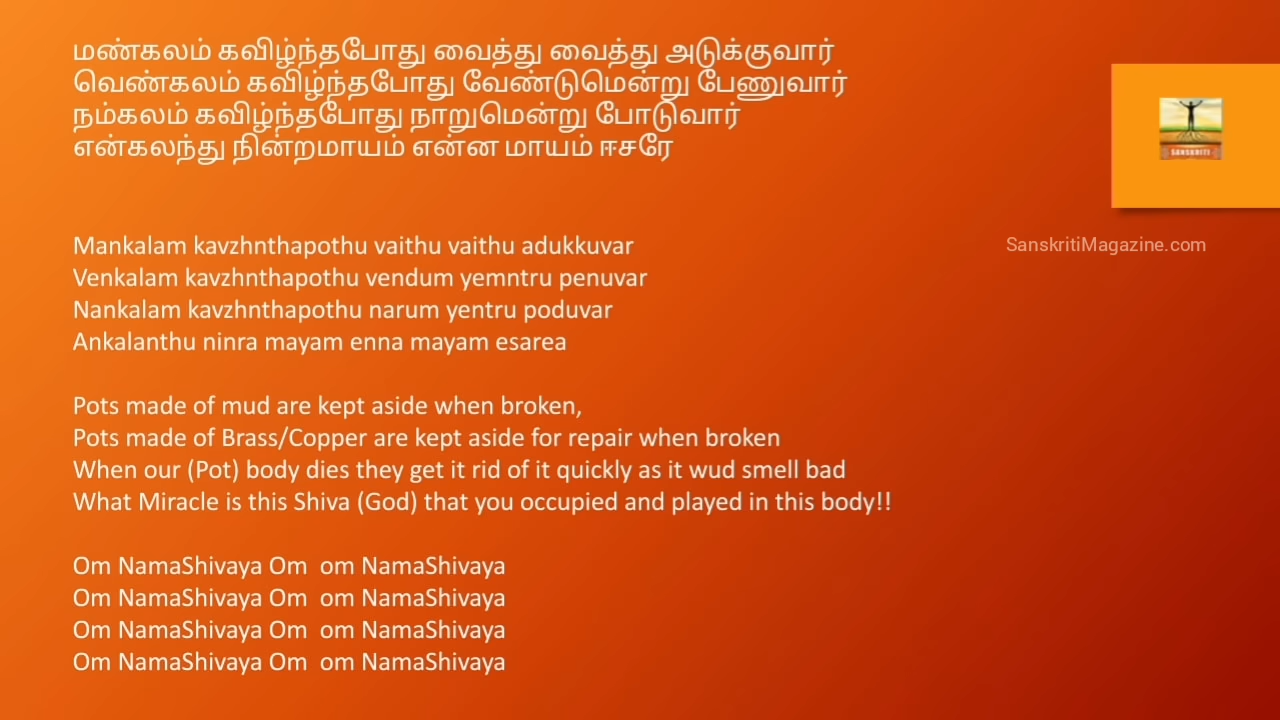 மண்கலம் கவிழ்ந்தபோது வைத்து வைத்து அடுக்குவார்
வெண்கலம் கவிழ்ந்தபோது வேண்டுமென்று பேணுவார்
நம்கலம் கவிழ்ந்தபோது நாறுமென்று போடுவார்
என்கலந்து நின்றமாயம் என்ன மாயம் ஈசரே
SANSKRITI
SanskritiMagazine.com
Mankalam kavzhnthapothu vaithu vaithu adukkuvar
Venkalam kavzhnthapothu vendum yemntru penuvar
Nankalam kavzhnthapothu narum yentru poduvar
Ankalanthu ninra mayam enna mayam esarea
Pots made of mud are kept aside when broken,
Pots made of Brass/Copper are kept aside for repair when broken
When our (Pot) body dies they get it rid of it quickly as it wud smell bad
What Miracle is this Shiva (God) that you occupied and played in this body!!
Om NamaShivaya Om  om NamaShivaya
Om NamaShivaya Om  om NamaShivaya
Om NamaShivaya Om  om NamaShivaya
Om NamaShivaya Om  om NamaShivaya